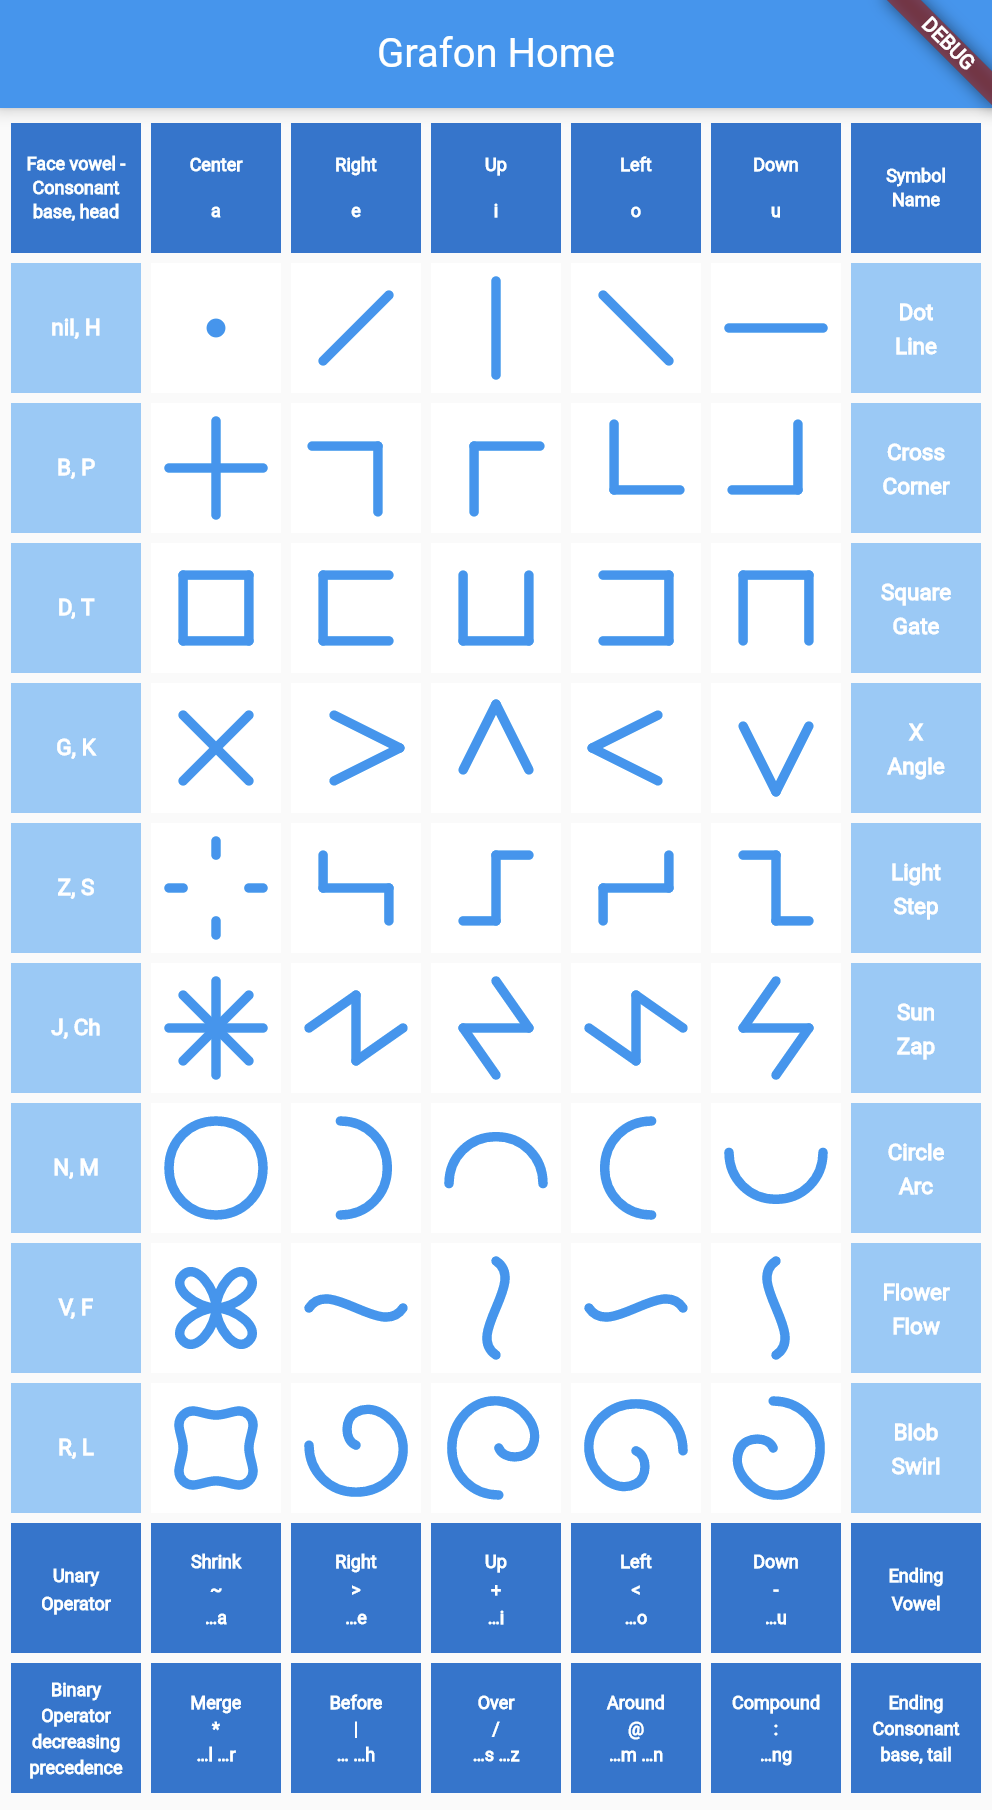 Grafon Home
DEBUG
Face vowel -
Consonant
base, head
Center
a
Right
e
Up
i
Left
o
Down
u
Symbol
Name
nil, H
Dot
Line
B, P
Cross
Corner
D, T
Square
Gate
G, K
X
Angle
Z, S
Light
Step
J, Ch
Sun
Zap
N, M
Circle
Arc
V, F
Flower
Flow
R, L
Blob
Swirl
Unary
Operator
Shrink
~
...a
Right
>
...e
Up
+
...i
Left
<
...o
Down
-
...u
Ending
Vowel
Binary
Operator
decreasing
precedence
Merge
*
...l ...r
Before
|
... ...h
Over
/
...s ...z
Around
@
...m ...n
Compound
:
...ng
Ending
Consonant
base, tail